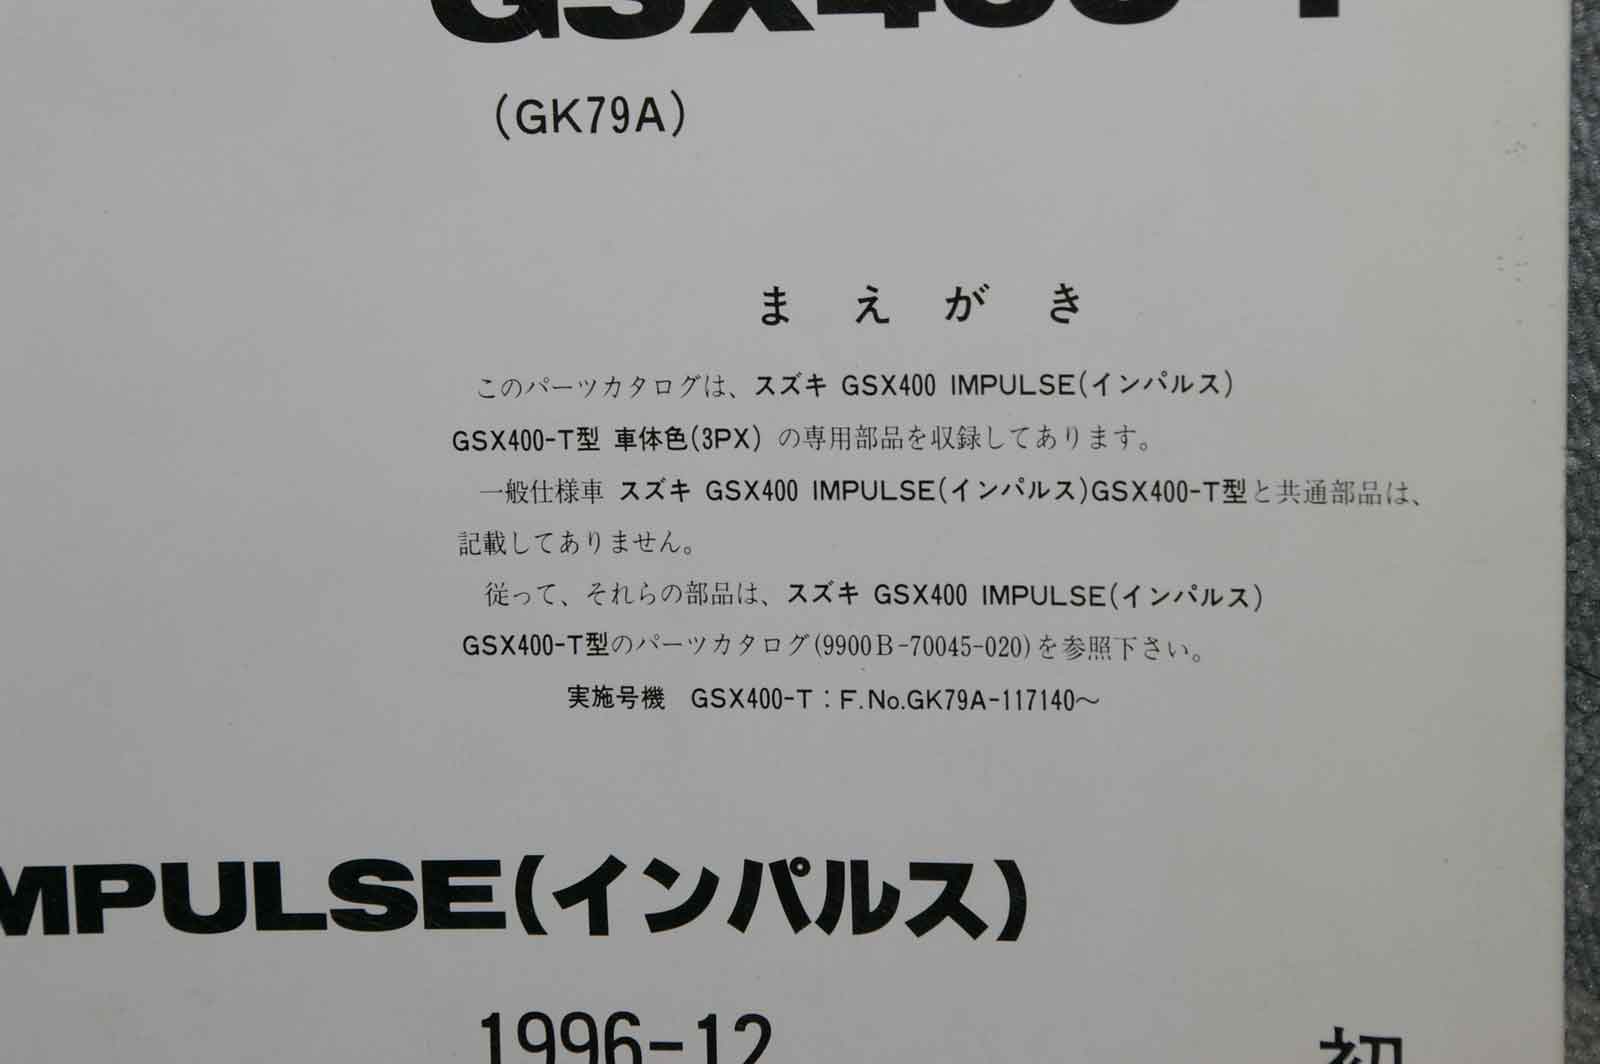 GSX400-T
(GK79A)
まえがき
このパーツカタログは、スズキ GSX400 IMPULSE(インパルス)
GSX400-T型 車体色(3PX) の専用部品を収録してあります。
一般仕様車 スズキ GSX400 IMPULSE(インパルス)GSX400-T型と共通部品は、
記載してありません。
従って、それらの部品は、スズキ GSX400 IMPULSE(インパルス)
GSX400-T型のパーツカタログ(9900B-70045-020)を参照下さい。
実施号機 GSX400-T:F.No.GK79A-117140～
MPULSE(インパルス)
1996-12 初